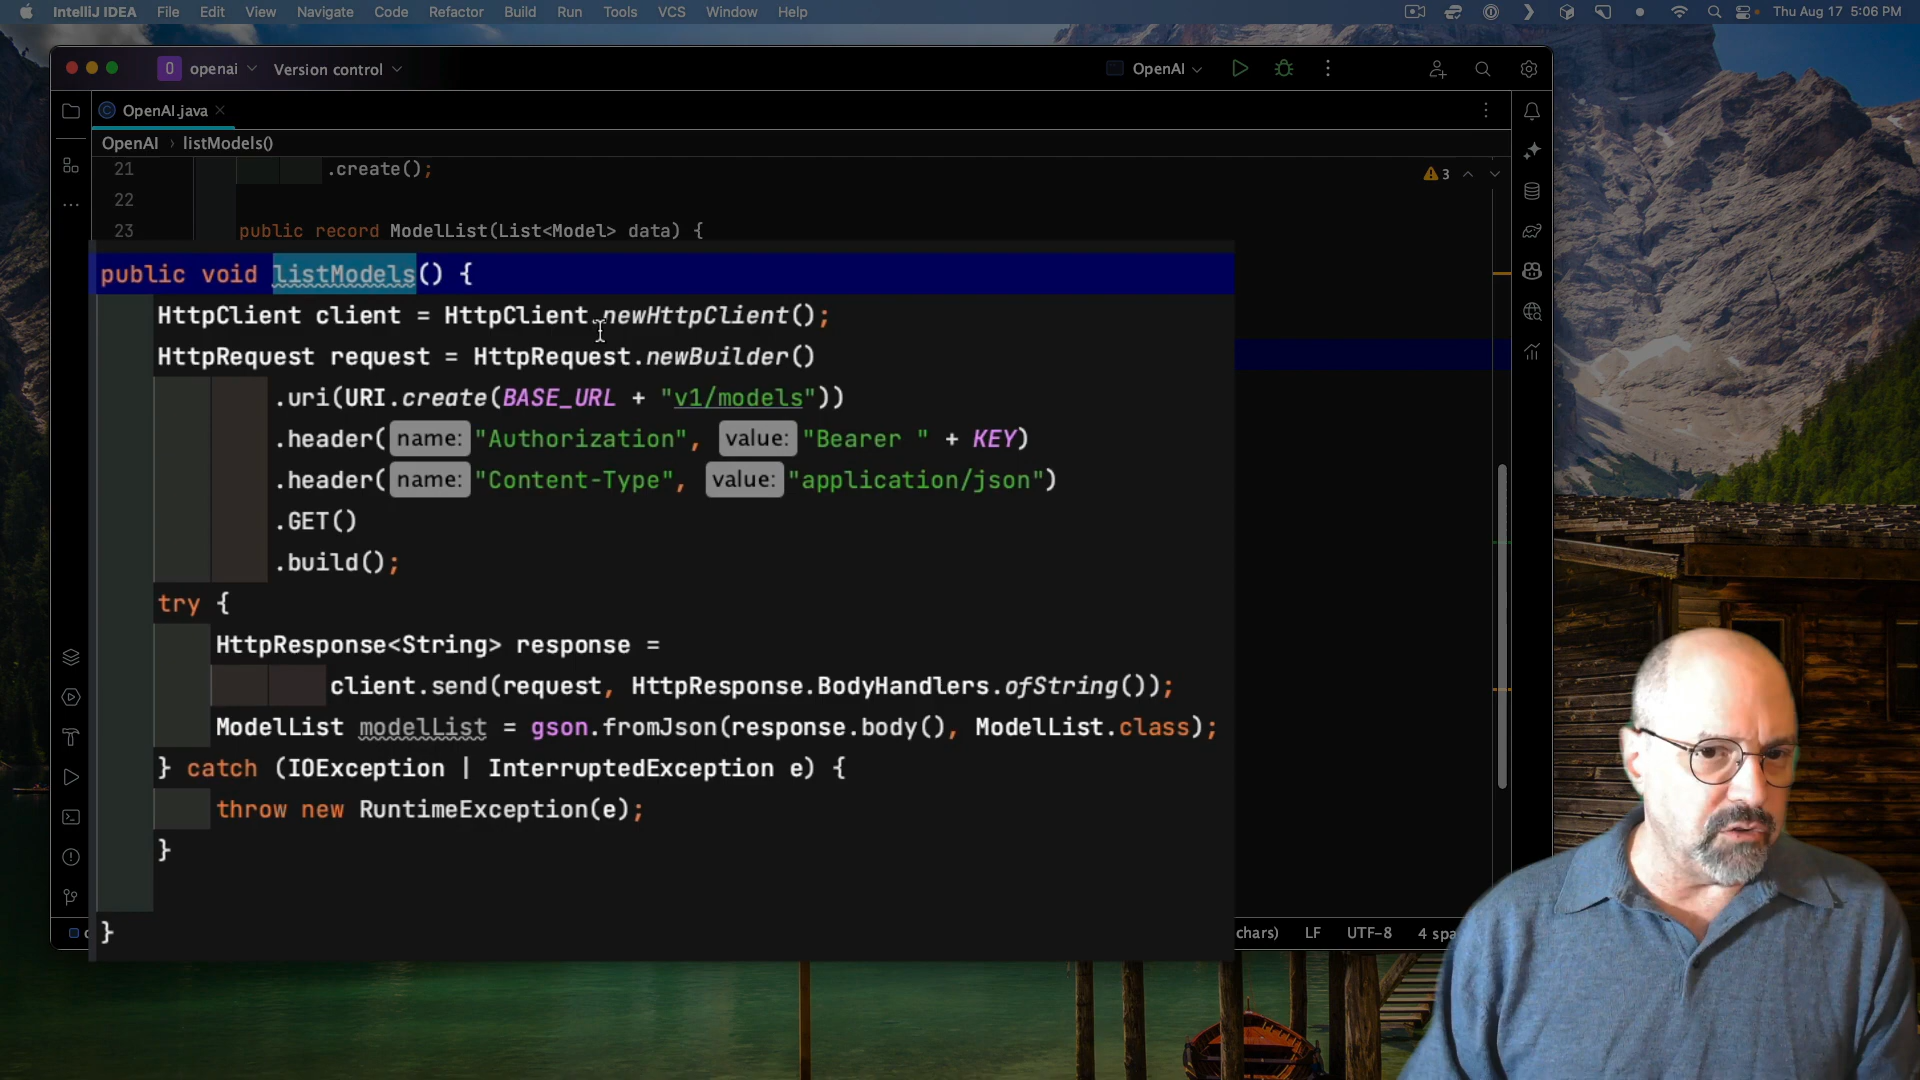 IntelliJ IDEA File Edit View Navigate Code Refactor Build Run Tools VCS Window Help Thu Aug 17 5:06 PM
O openai Version control OpenAI
OpenAI.java
OpenAI › listModels()
21 .create();
22
3
23 public record ModelList(List<Model> data) {
public void listModels() {
HttpClient client = HttpClient.newHttpClient();
HttpRequest request = HttpRequest.newBuilder()
.uri(URI.create(BASE_URL + "v1/models"))
.header( name: "Authorization", value: "Bearer " + KEY)
.header( name: "Content-Type", value: "application/json")
.GET()
.build();
try {
HttpResponse<String> response =
client.send(request, HttpResponse.BodyHandlers.ofString());
ModelList modelList = gson.fromJson(response.body(), ModelList.class);
} catch (IOException | InterruptedException e) {
throw new RuntimeException(e);
}
}
chars) LF UTF-8 4